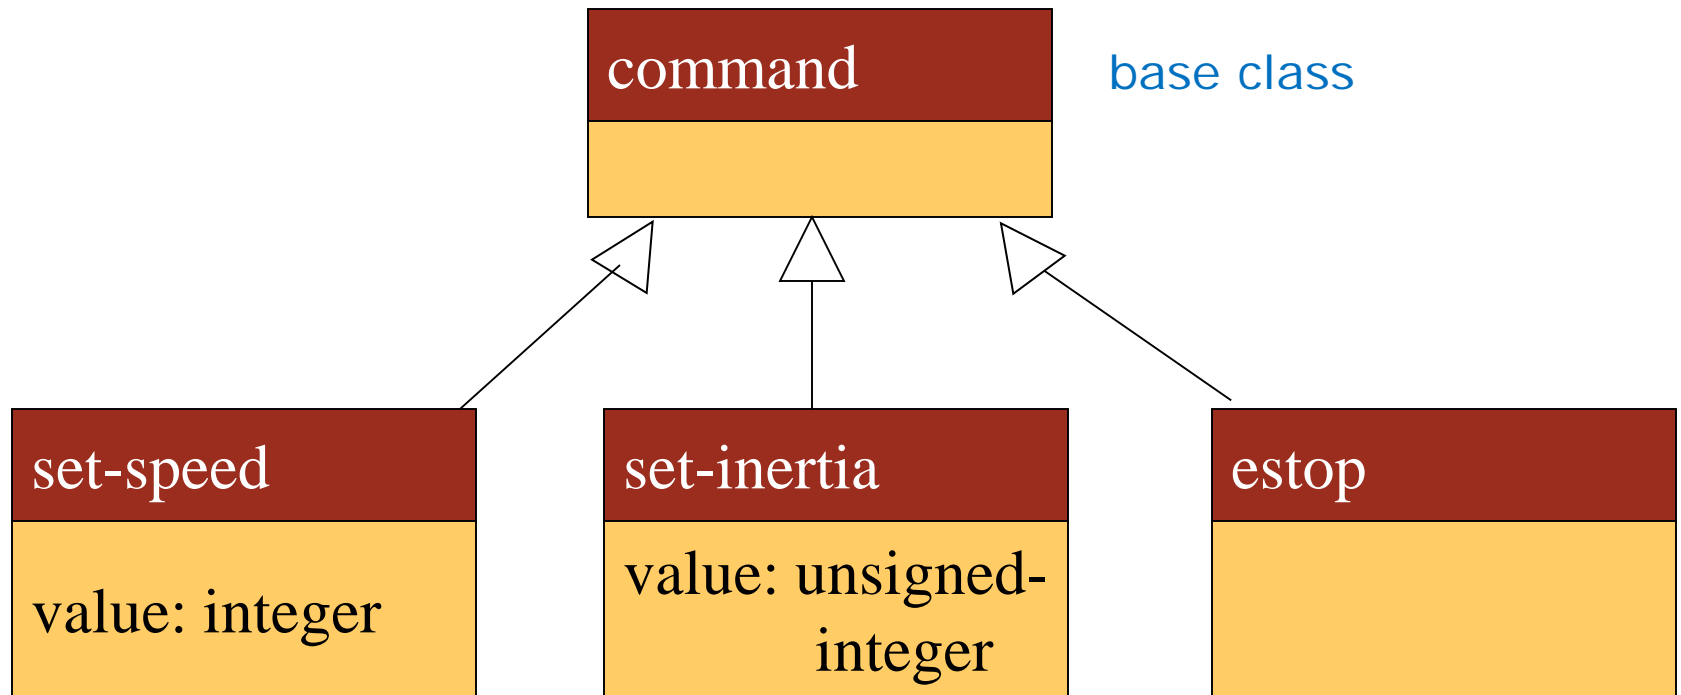 command
base class
set-speed
value: integer
set-inertia
value: unsigned-
integer
estop